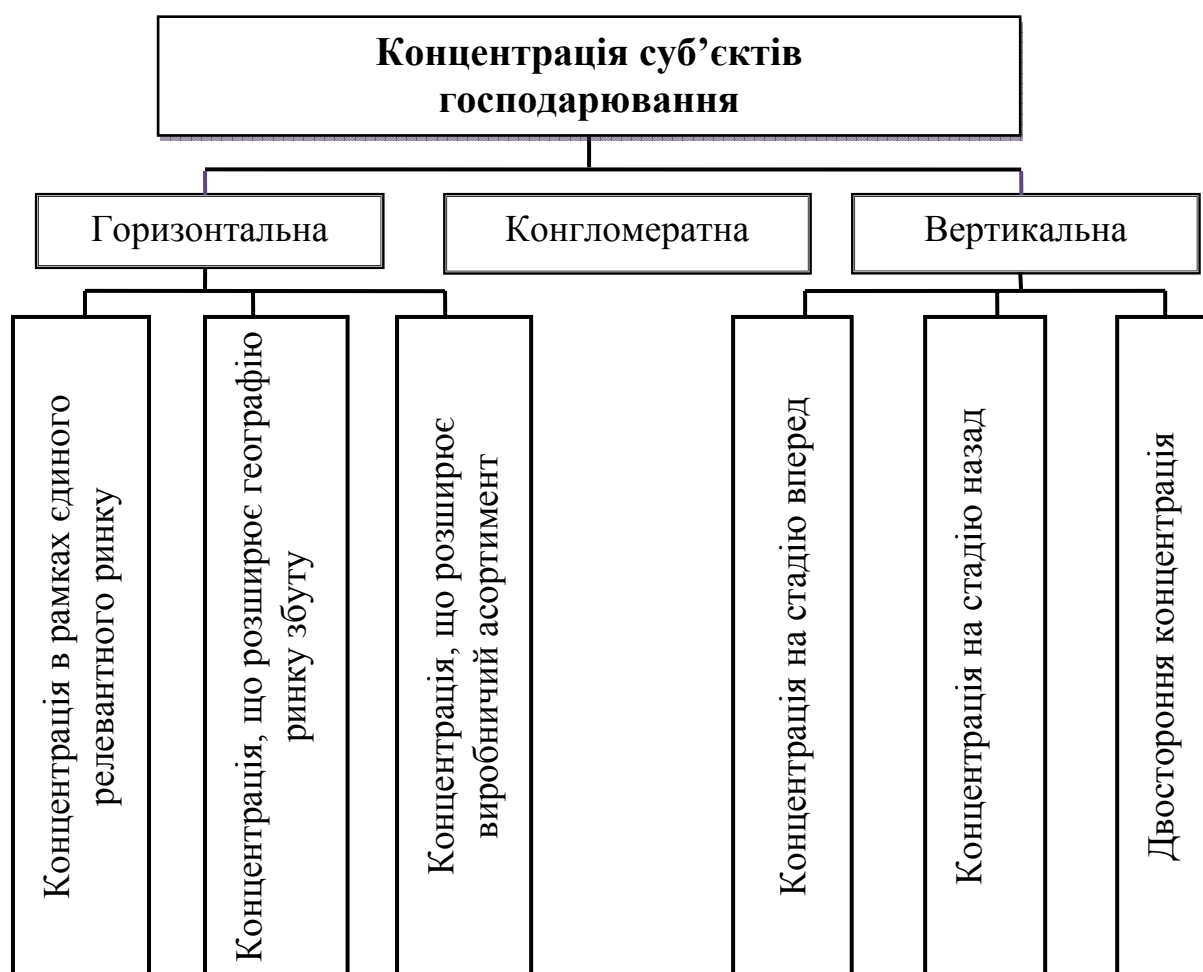 Концентрація суб’єктів
господарювання
Горизонтальна
Конгломератна
Вертикальна
Концентрація в рамках єдиного
релевантного ринку
Концентрація, що розширює географію
ринку збуту
Концентрація, що розширює
виробничий асортимент
Концентрація на стадію вперед
Концентрація на стадію назад
Двостороння концентрація